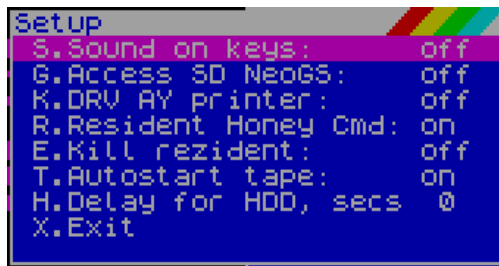 Setup
S.Sound on keys: off
G.Access SD NeoGS: off
K.DRV AY printer: off
R.Resident Honey Cmd: on
E.Kill rezident: off
T.Autostart tape: on
H.Delay for HDD, secs 0
X.Exit